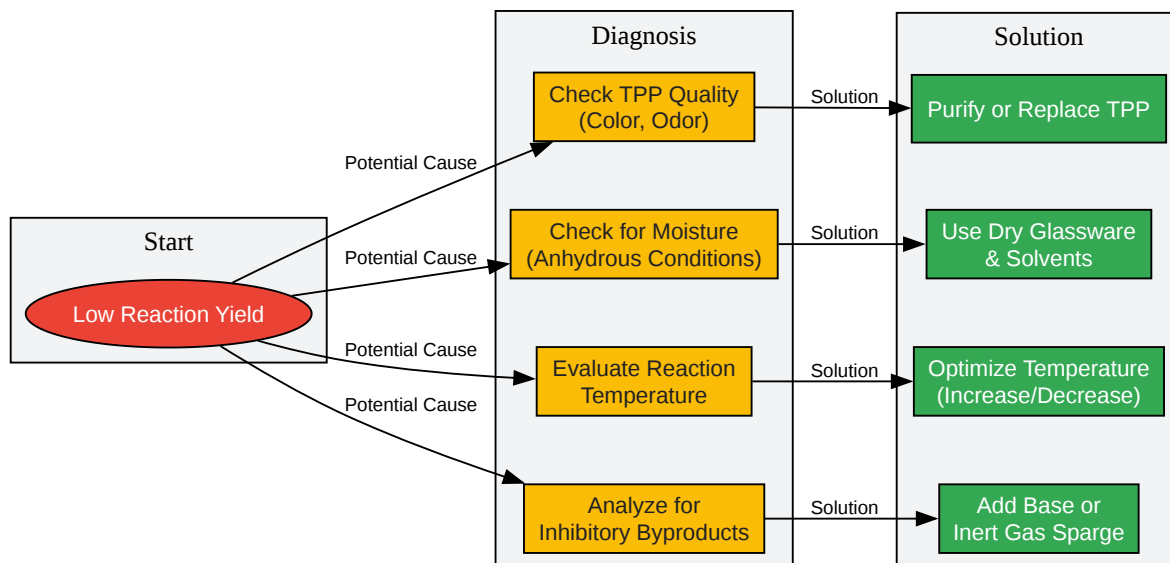 Diagnosis
Solution
Check TPP Quality
(Color, Odor)
Solution
Purify or Replace TPP
Potential Cause
Start
Low Reaction Yield
Potential Cause
Check for Moisture
(Anhydrous Conditions)
Solution
Use Dry Glassware
& Solvents
Potential Cause
Evaluate Reaction
Temperature
Solution
Optimize Temperature
(Increase/Decrease)
Potential Cause
Analyze for
Inhibitory Byproducts
Solution
Add Base or
Inert Gas Sparge